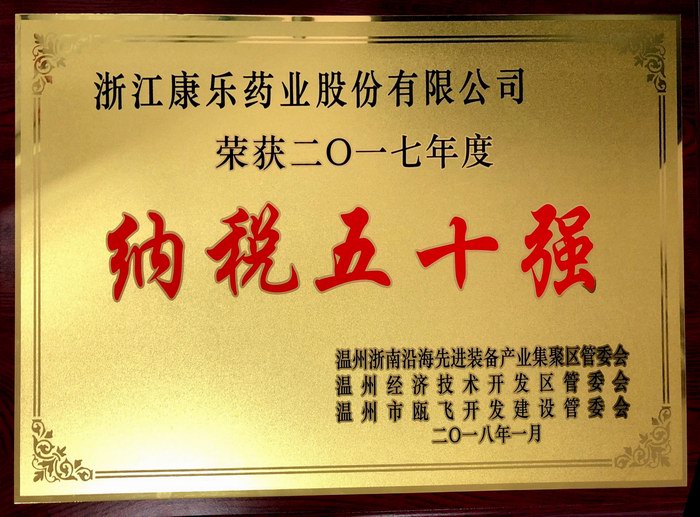 浙江康乐药业股份有限公司
荣获二〇一七年度
纳税五十强
温州浙南沿海先进装备产业集聚区管委会
温州经济技术开发区管委会
温州市瓯飞开发建设管委会
二〇一八年一月